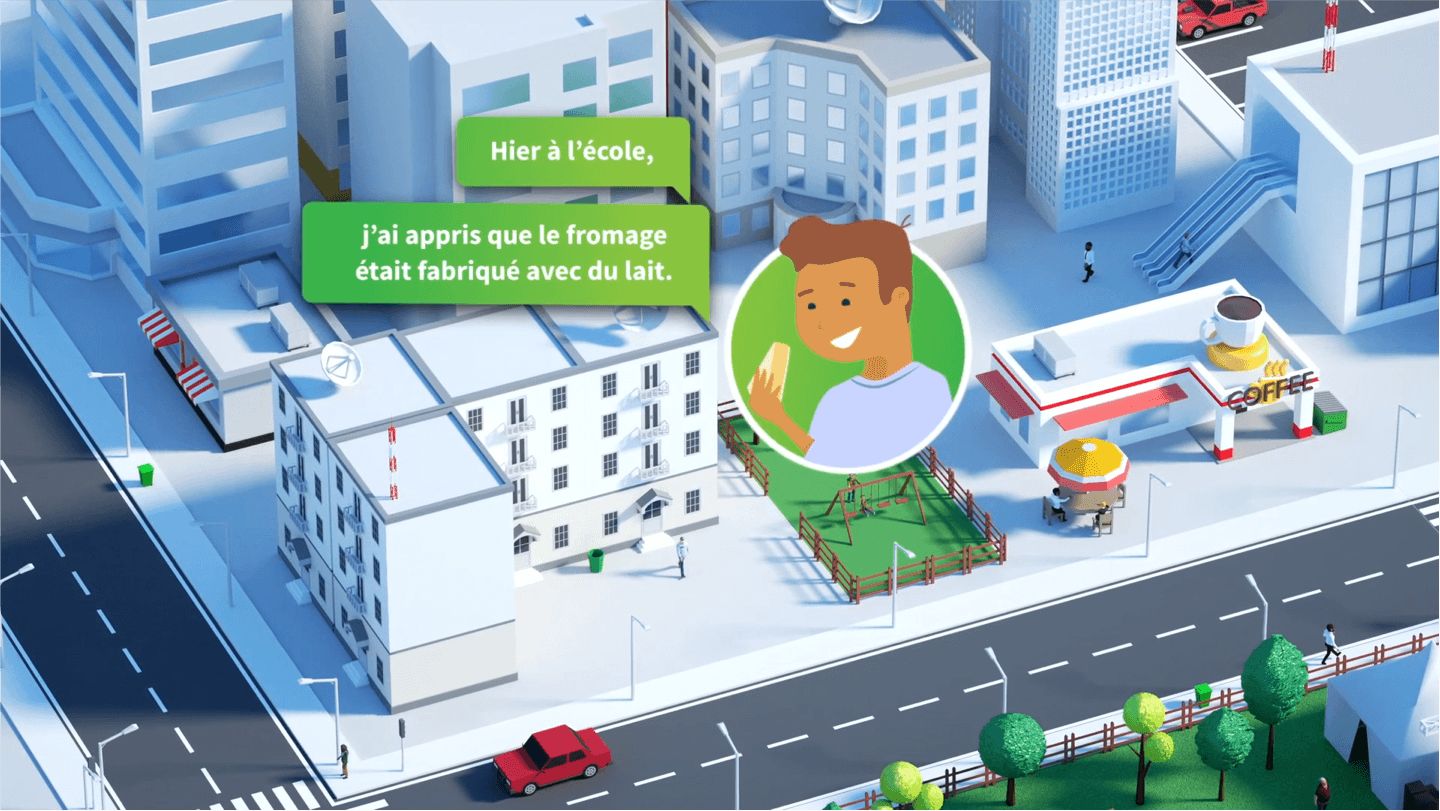 Hier à l’école,
j’ai appris que le fromage
était fabriqué avec du lait.
COFFEE